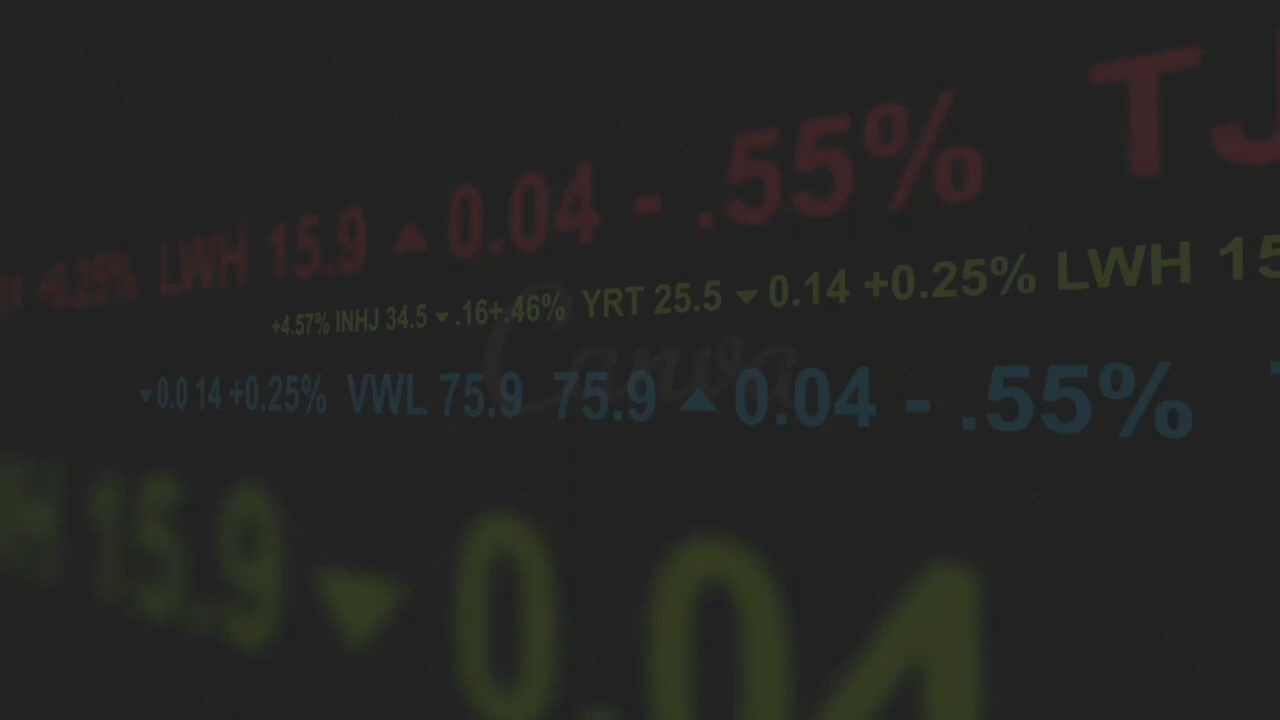 +0.25% LWH 15.9 ▲ 0.04 - .55% TJ
+4.57% INHJ 34.5 ▼ .16+.46% YRT 25.5 ▼ 0.14 +0.25% LWH 15
▼0.0 14 +0.25% VWL 75.9 75.9 ▲ 0.04 - .55%
Canva
H 15.9 ▼ 0.04